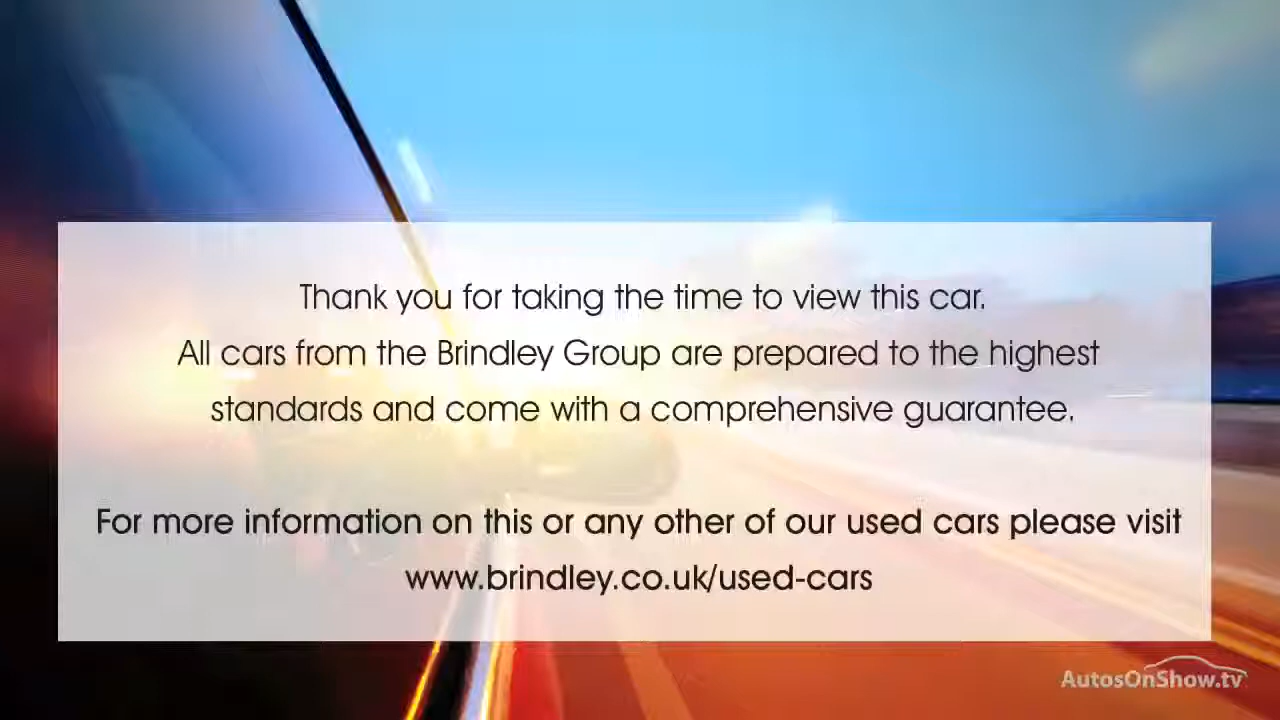 Thank you for taking the time to view this car.
All cars from the Brindley Group are prepared to the highest
standards and come with a comprehensive guarantee.
For more information on this or any other of our used cars please visit
www.brindley.co.uk/used-cars
AutosOnShow.tv